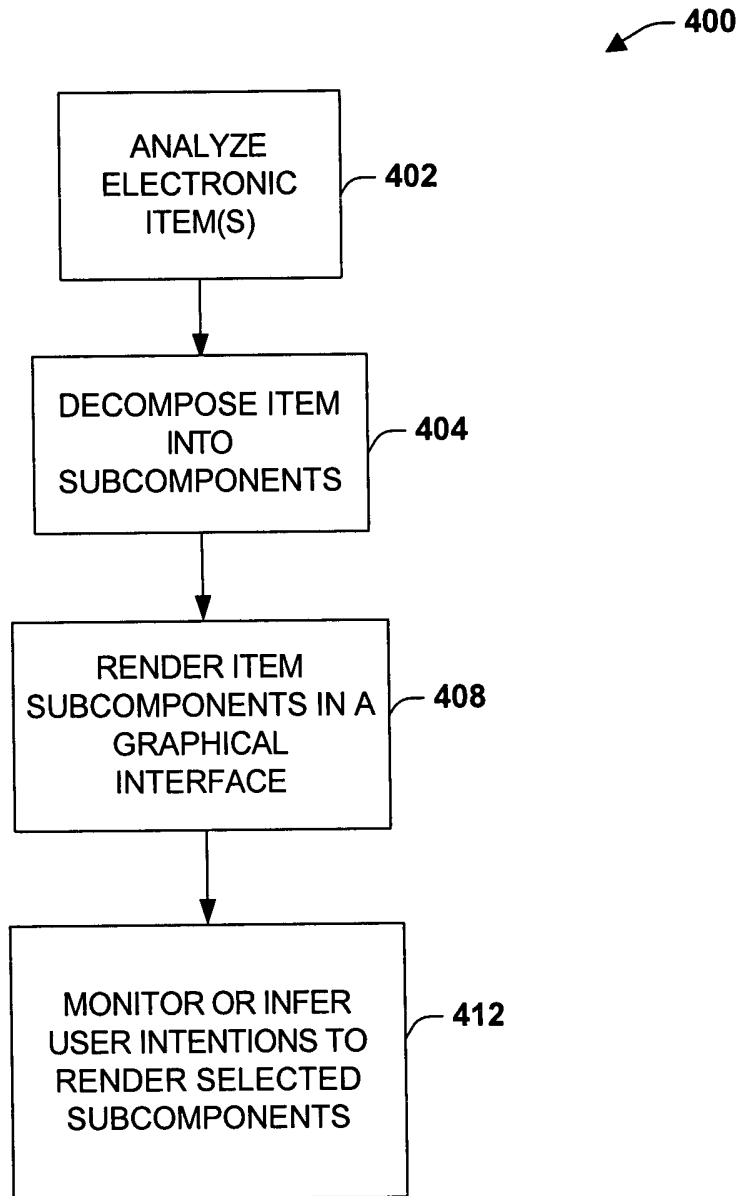 400
ANALYZE
ELECTRONIC
ITEM(S)
402
DECOMPOSE ITEM
INTO
SUBCOMPONENTS
404
RENDER ITEM
SUBCOMPONENTS IN A
GRAPHICAL
INTERFACE
408
MONITOR OR INFER
USER INTENTIONS TO
RENDER SELECTED
SUBCOMPONENTS
412